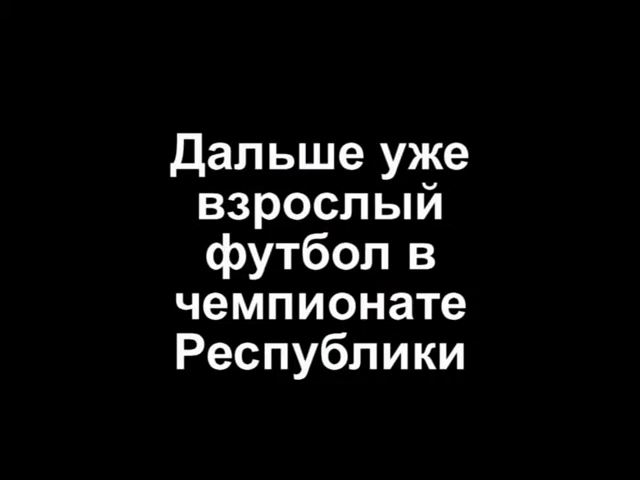 Дальше уже
взрослый
футбол в
чемпионате
Республики